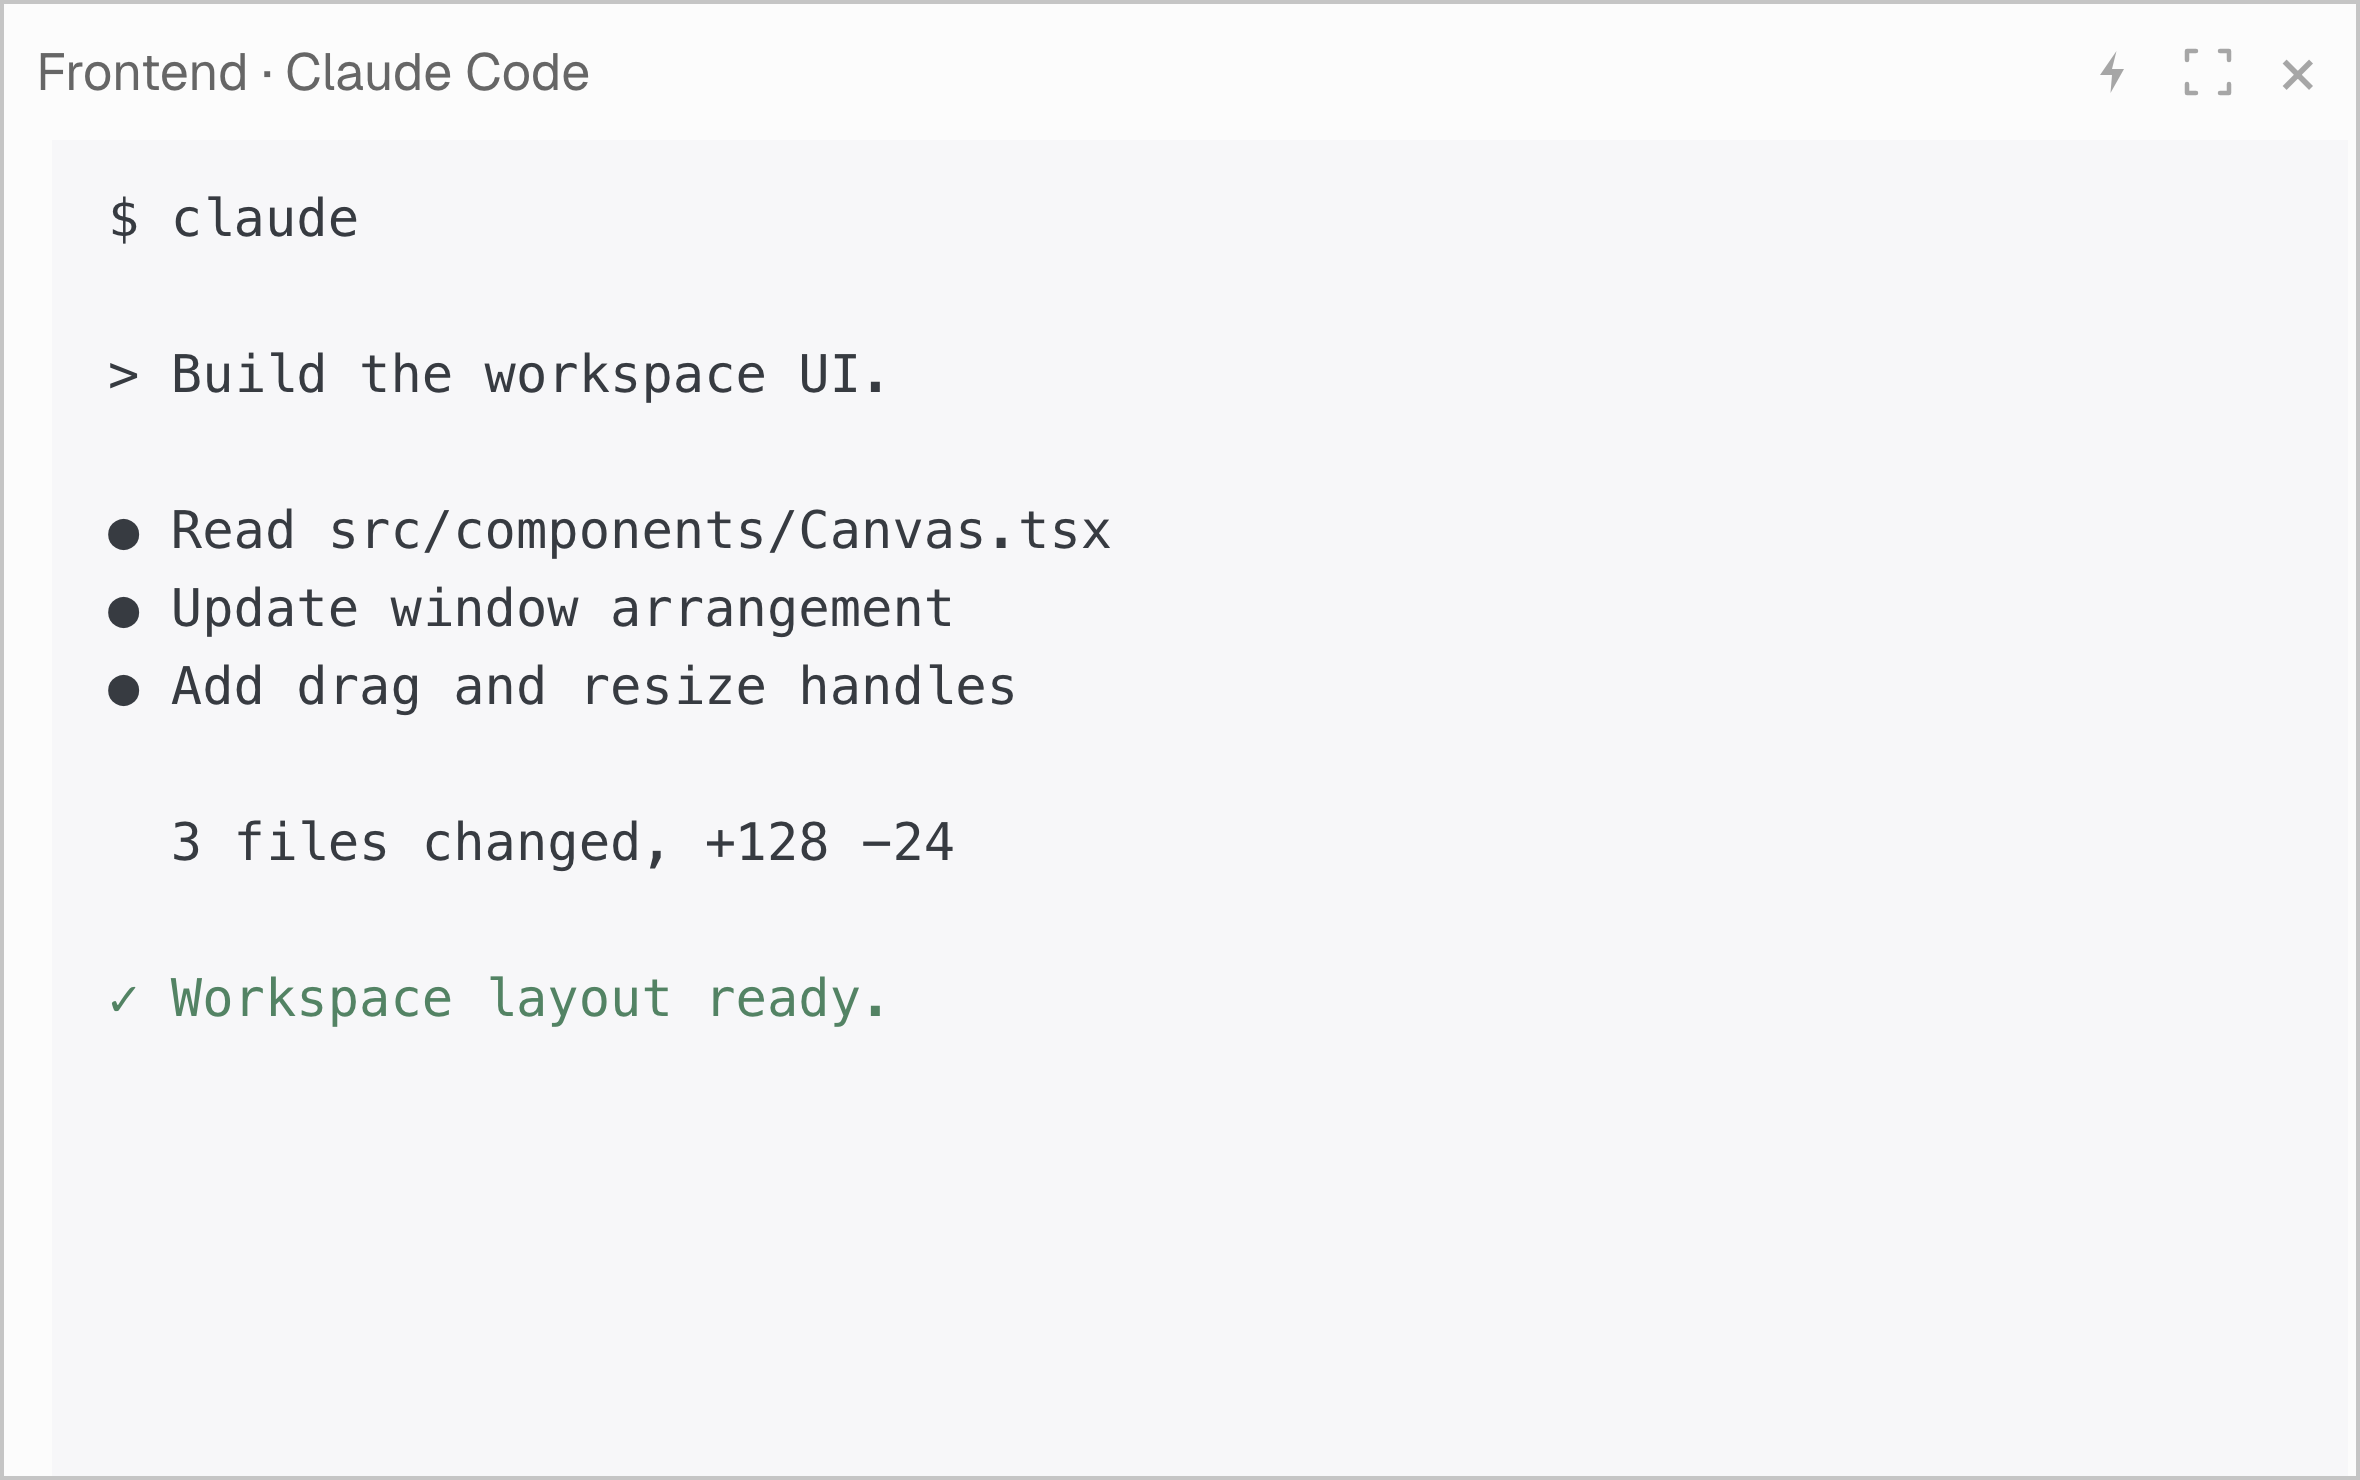 Frontend · Claude Code
$ claude
> Build the workspace UI.
● Read src/components/Canvas.tsx
● Update window arrangement
● Add drag and resize handles
3 files changed, +128 −24
✓ Workspace layout ready.